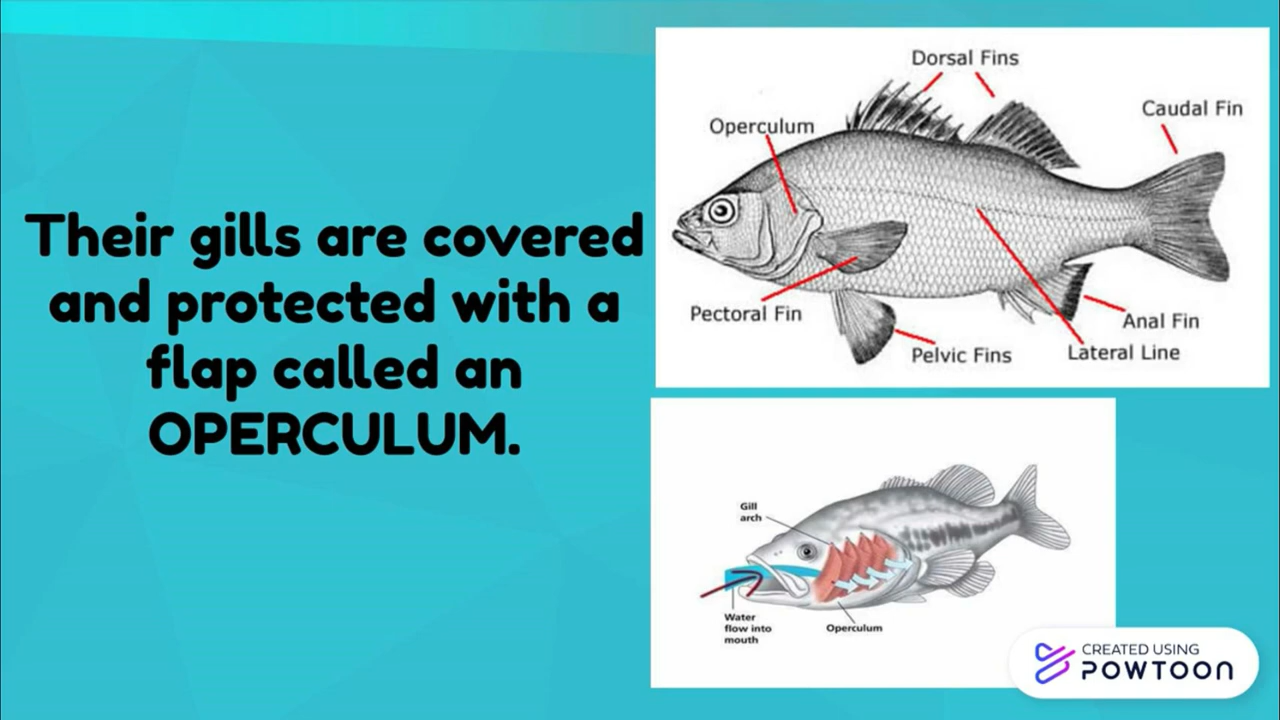 Their gills are covered
and protected with a
flap called an
OPERCULUM.
Dorsal Fins
Caudal Fin
Operculum
Pectoral Fin
Anal Fin
Pelvic Fins
Lateral Line
Gill
arch
Water
flow into
mouth
Operculum
CREATED USING
POWTOON